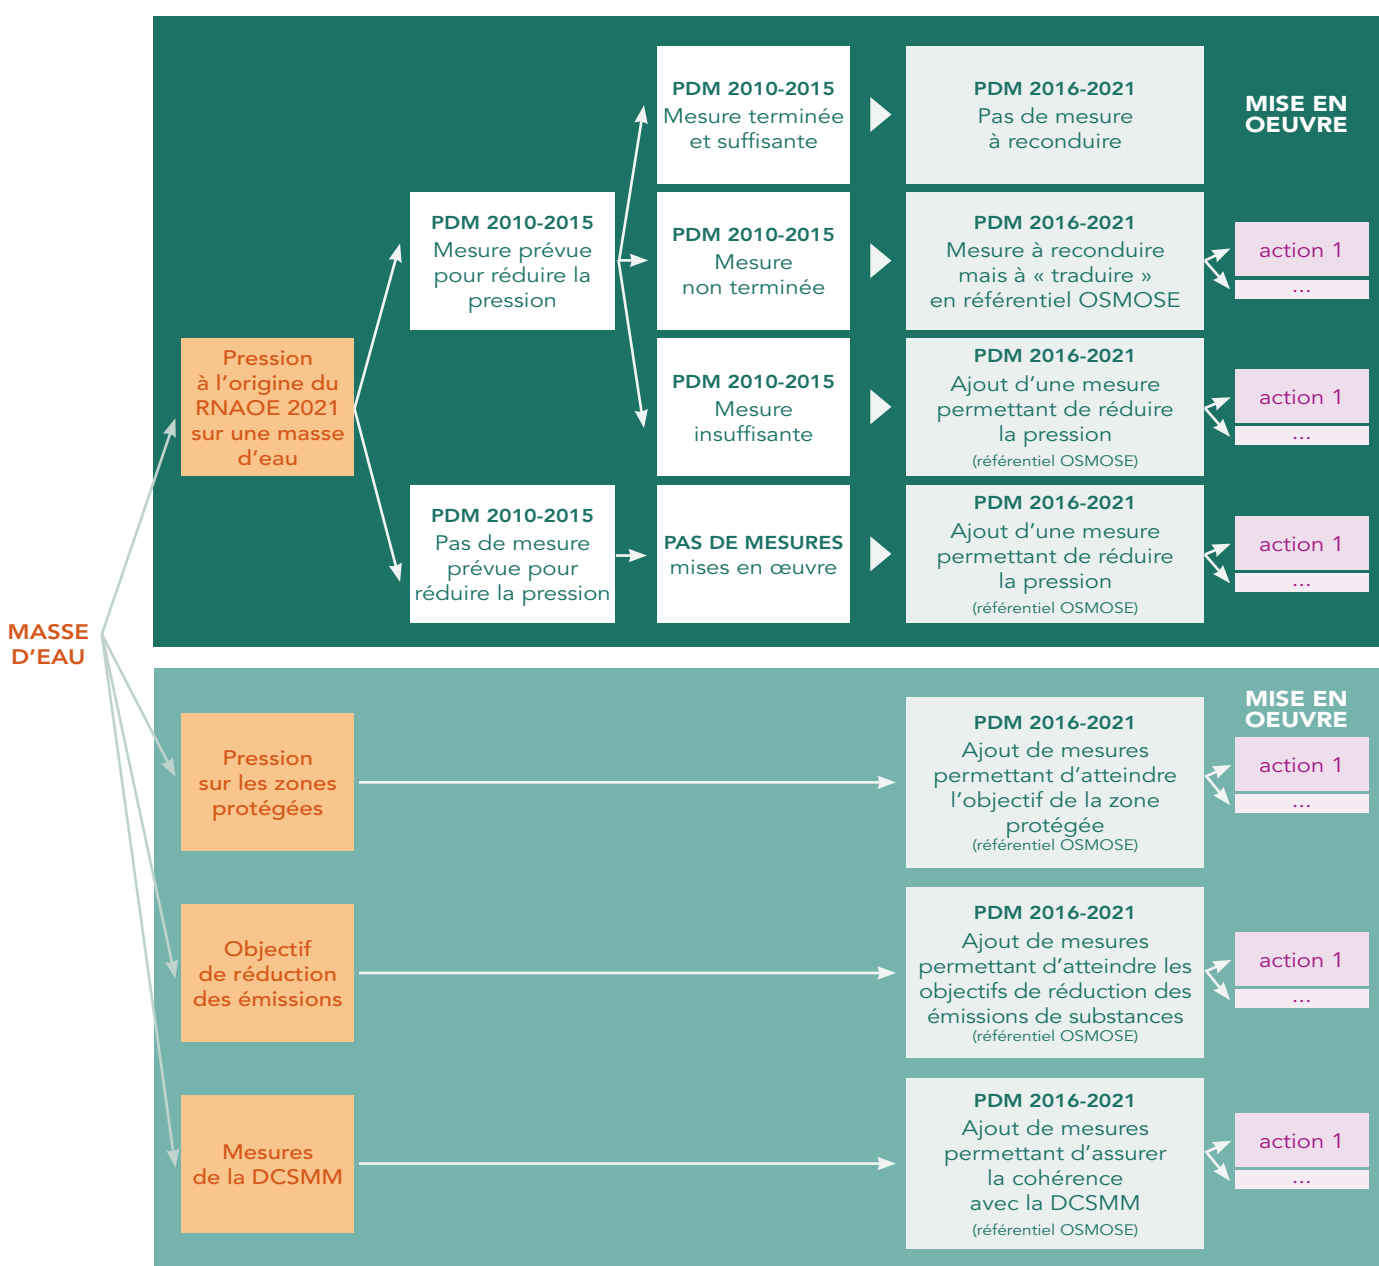 MASSE
D’EAU
Pression
à l’origine du
RNAOE 2021
sur une masse
d’eau
PDM 2010-2015
Mesure prévue
pour réduire la
pression
PDM 2010-2015
Pas de mesure
prévue pour
réduire la pression
PDM 2010-2015
Mesure terminée
et suffisante
PDM 2016-2021
Pas de mesure
à reconduire
MISE EN
OEUVRE
PDM 2010-2015
Mesure
non terminée
PDM 2016-2021
Mesure à reconduire
mais à « traduire »
en référentiel OSMOSE
action 1
...
PDM 2010-2015
Mesure
insuffisante
PDM 2016-2021
Ajout d’une mesure
permettant de réduire
la pression
(référentiel OSMOSE)
action 1
...
PAS DE MESURES
mises en œuvre
PDM 2016-2021
Ajout d’une mesure
permettant de réduire
la pression
(référentiel OSMOSE)
action 1
...
MISE EN
OEUVRE
Pression
sur les zones
protégées
PDM 2016-2021
Ajout de mesures
permettant d’atteindre
l’objectif de la zone
protégée
(référentiel OSMOSE)
action 1
...
Objectif
de réduction
des émissions
PDM 2016-2021
Ajout de mesures
permettant d’atteindre les
objectifs de réduction des
émissions de substances
(référentiel OSMOSE)
action 1
...
Mesures
de la DCSMM
PDM 2016-2021
Ajout de mesures
permettant d’assurer
la cohérence
avec la DCSMM
(référentiel OSMOSE)
action 1
...